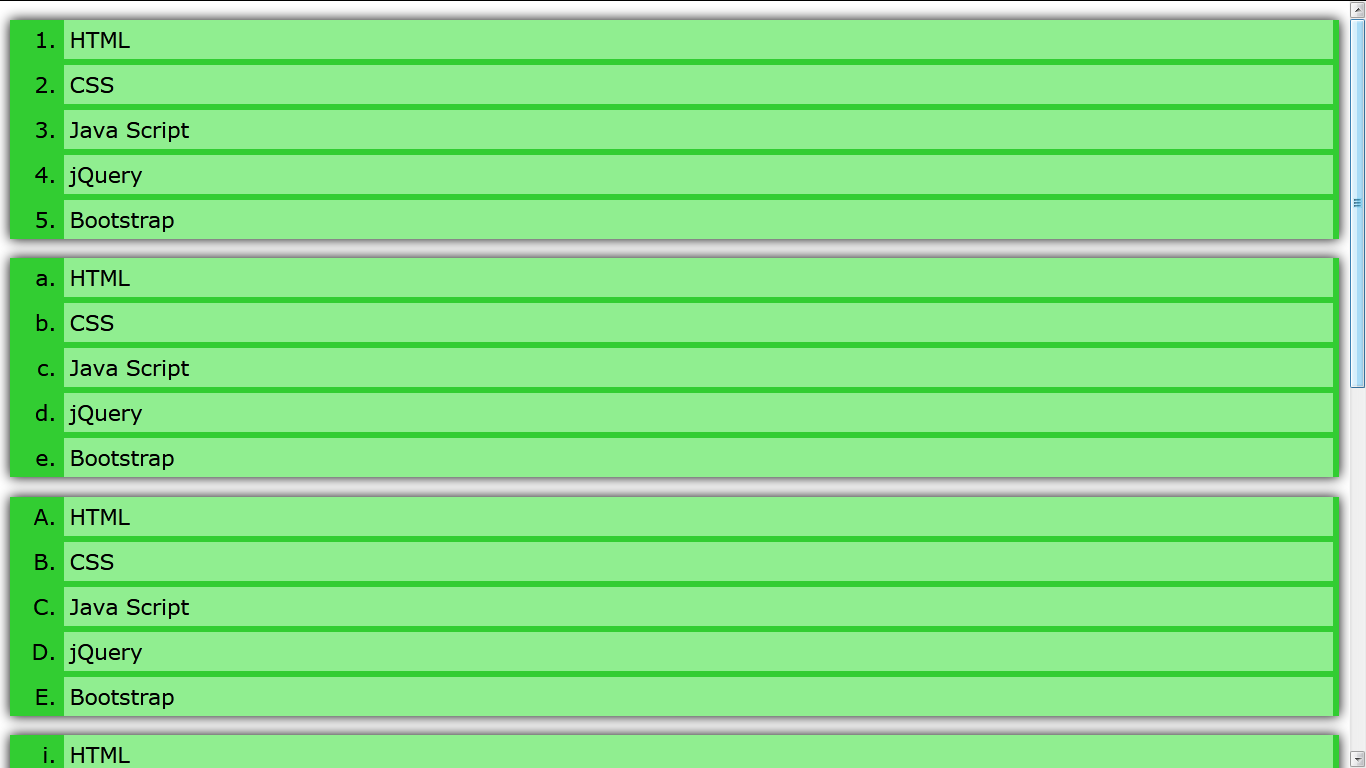 1. HTML
2. CSS
3. Java Script
4. jQuery
5. Bootstrap
a. HTML
b. CSS
c. Java Script
d. jQuery
e. Bootstrap
A. HTML
B. CSS
C. Java Script
D. jQuery
E. Bootstrap
i. HTML